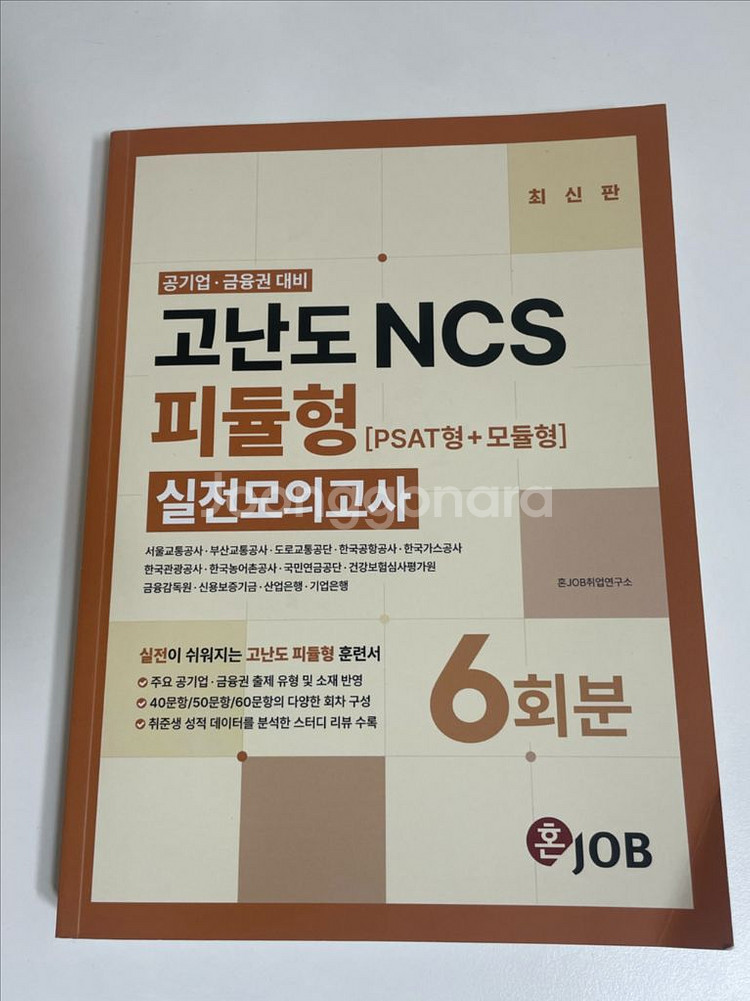 최신판
공기업·금융권 대비
고난도 NCS
피듈형 [PSAT형+모듈형]
실전모의고사
Joonggonara
서울교통공사·부산교통공사·도로교통공단·한국공항공사·한국가스공사
한국관광공사·한국농어촌공사·국민연금공단·건강보험심사평가원
금융감독원·신용보증기금·산업은행·기업은행
혼JOB취업연구소
실전이 쉬워지는 고난도 피듈형 훈련서
주요 공기업·금융권 출제 유형 및 소재 반영
40문항/50문항/60문항의 다양한 회차 구성
취준생 성적 데이터를 분석한 스터디 리뷰 수록
6회분
혼JOB